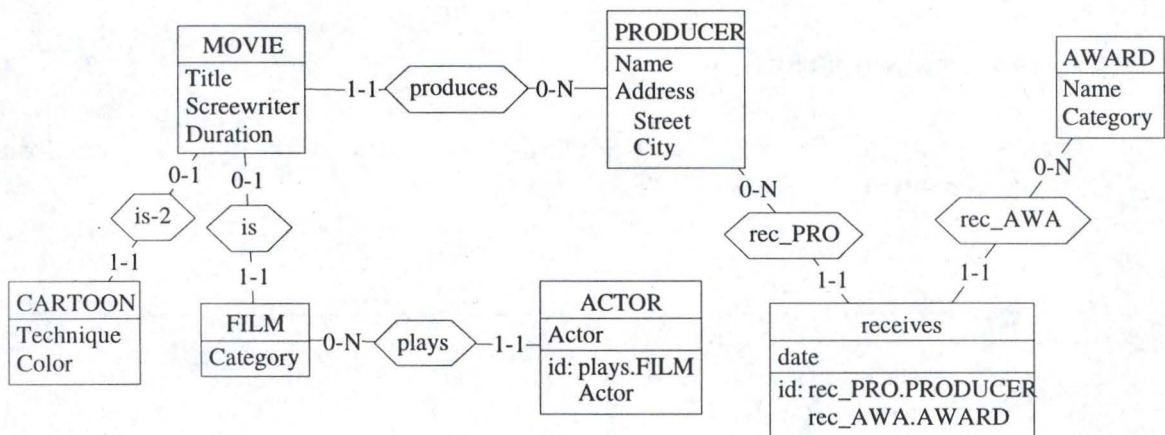 MOVIE
Title
Screewriter
Duration
1-1
produces
0-N
PRODUCER
Name
Address
Street
City
AWARD
Name
Category
0-1
0-1
is-2
is
1-1
1-1
0-N
rec_PRO
1-1
0-N
rec_AWA
1-1
CARTOON
Technique
Color
FILM
Category
0-N
plays
1-1
ACTOR
Actor
id: plays.FILM
Actor
receives
date
id: rec_PRO.PRODUCER
rec_AWA.AWARD